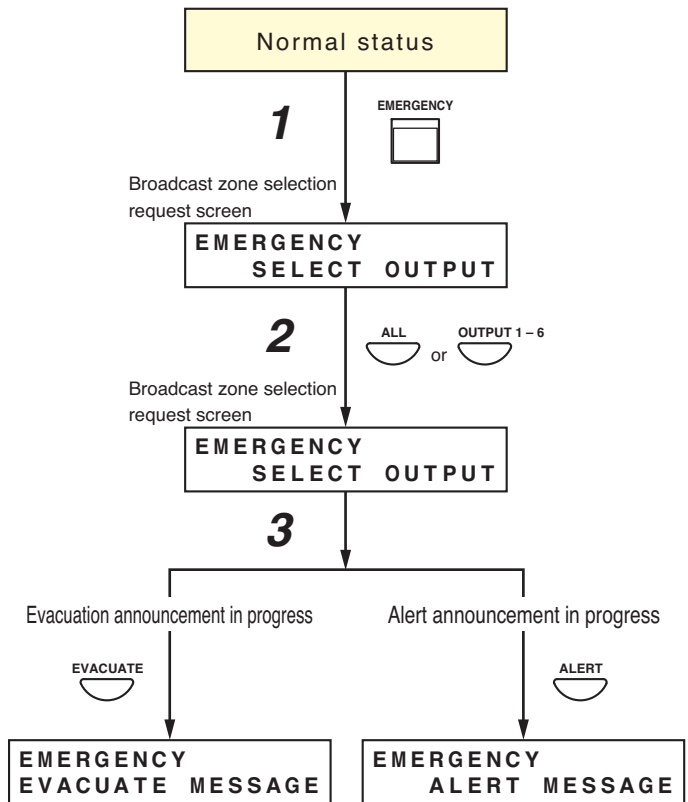 Normal status
1
EMERGENCY
Broadcast zone selection
request screen
EMERGENCY
SELECT OUTPUT
2
ALL
or
OUTPUT 1 – 6
Broadcast zone selection
request screen
EMERGENCY
SELECT OUTPUT
3
Evacuation announcement in progress
Alert announcement in progress
EVACUATE
ALERT
EMERGENCY
EVACUATE MESSAGE
EMERGENCY
ALERT MESSAGE